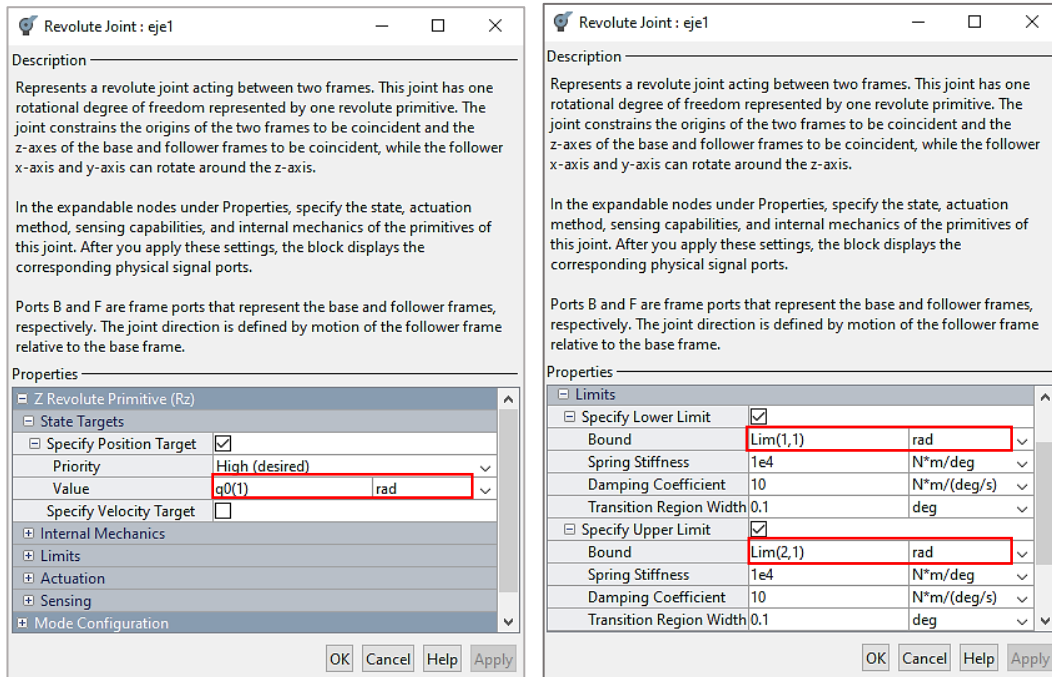 Revolute Joint : eje1
Description
Represents a revolute joint acting between two frames. This joint has one
rotational degree of freedom represented by one revolute primitive. The
joint constrains the origins of the two frames to be coincident and the
z-axes of the base and follower frames to be coincident, while the follower
x-axis and y-axis can rotate around the z-axis.
In the expandable nodes under Properties, specify the state, actuation
method, sensing capabilities, and internal mechanics of the primitives of
this joint. After you apply these settings, the block displays the
corresponding physical signal ports.
Ports B and F are frame ports that represent the base and follower frames,
respectively. The joint direction is defined by motion of the follower frame
relative to the base frame.
Properties
Z Revolute Primitive (Rz)
State Targets
Specify Position Target
Priority High (desired)
Value q0(1) rad
Specify Velocity Target
Internal Mechanics
Limits
Actuation
Sensing
Mode Configuration
OK Cancel Help Apply
Revolute Joint : eje1
Description
Represents a revolute joint acting between two frames. This joint has one
rotational degree of freedom represented by one revolute primitive. The
joint constrains the origins of the two frames to be coincident and the
z-axes of the base and follower frames to be coincident, while the follower
x-axis and y-axis can rotate around the z-axis.
In the expandable nodes under Properties, specify the state, actuation
method, sensing capabilities, and internal mechanics of the primitives of
this joint. After you apply these settings, the block displays the
corresponding physical signal ports.
Ports B and F are frame ports that represent the base and follower frames,
respectively. The joint direction is defined by motion of the follower frame
relative to the base frame.
Properties
Limits
Specify Lower Limit
Bound Lim(1,1) rad
Spring Stiffness 1e4 N*m/deg
Damping Coefficient 10 N*m/(deg/s)
Transition Region Width 0.1 deg
Specify Upper Limit
Bound Lim(2,1) rad
Spring Stiffness 1e4 N*m/deg
Damping Coefficient 10 N*m/(deg/s)
Transition Region Width 0.1 deg
OK Cancel Help Apply